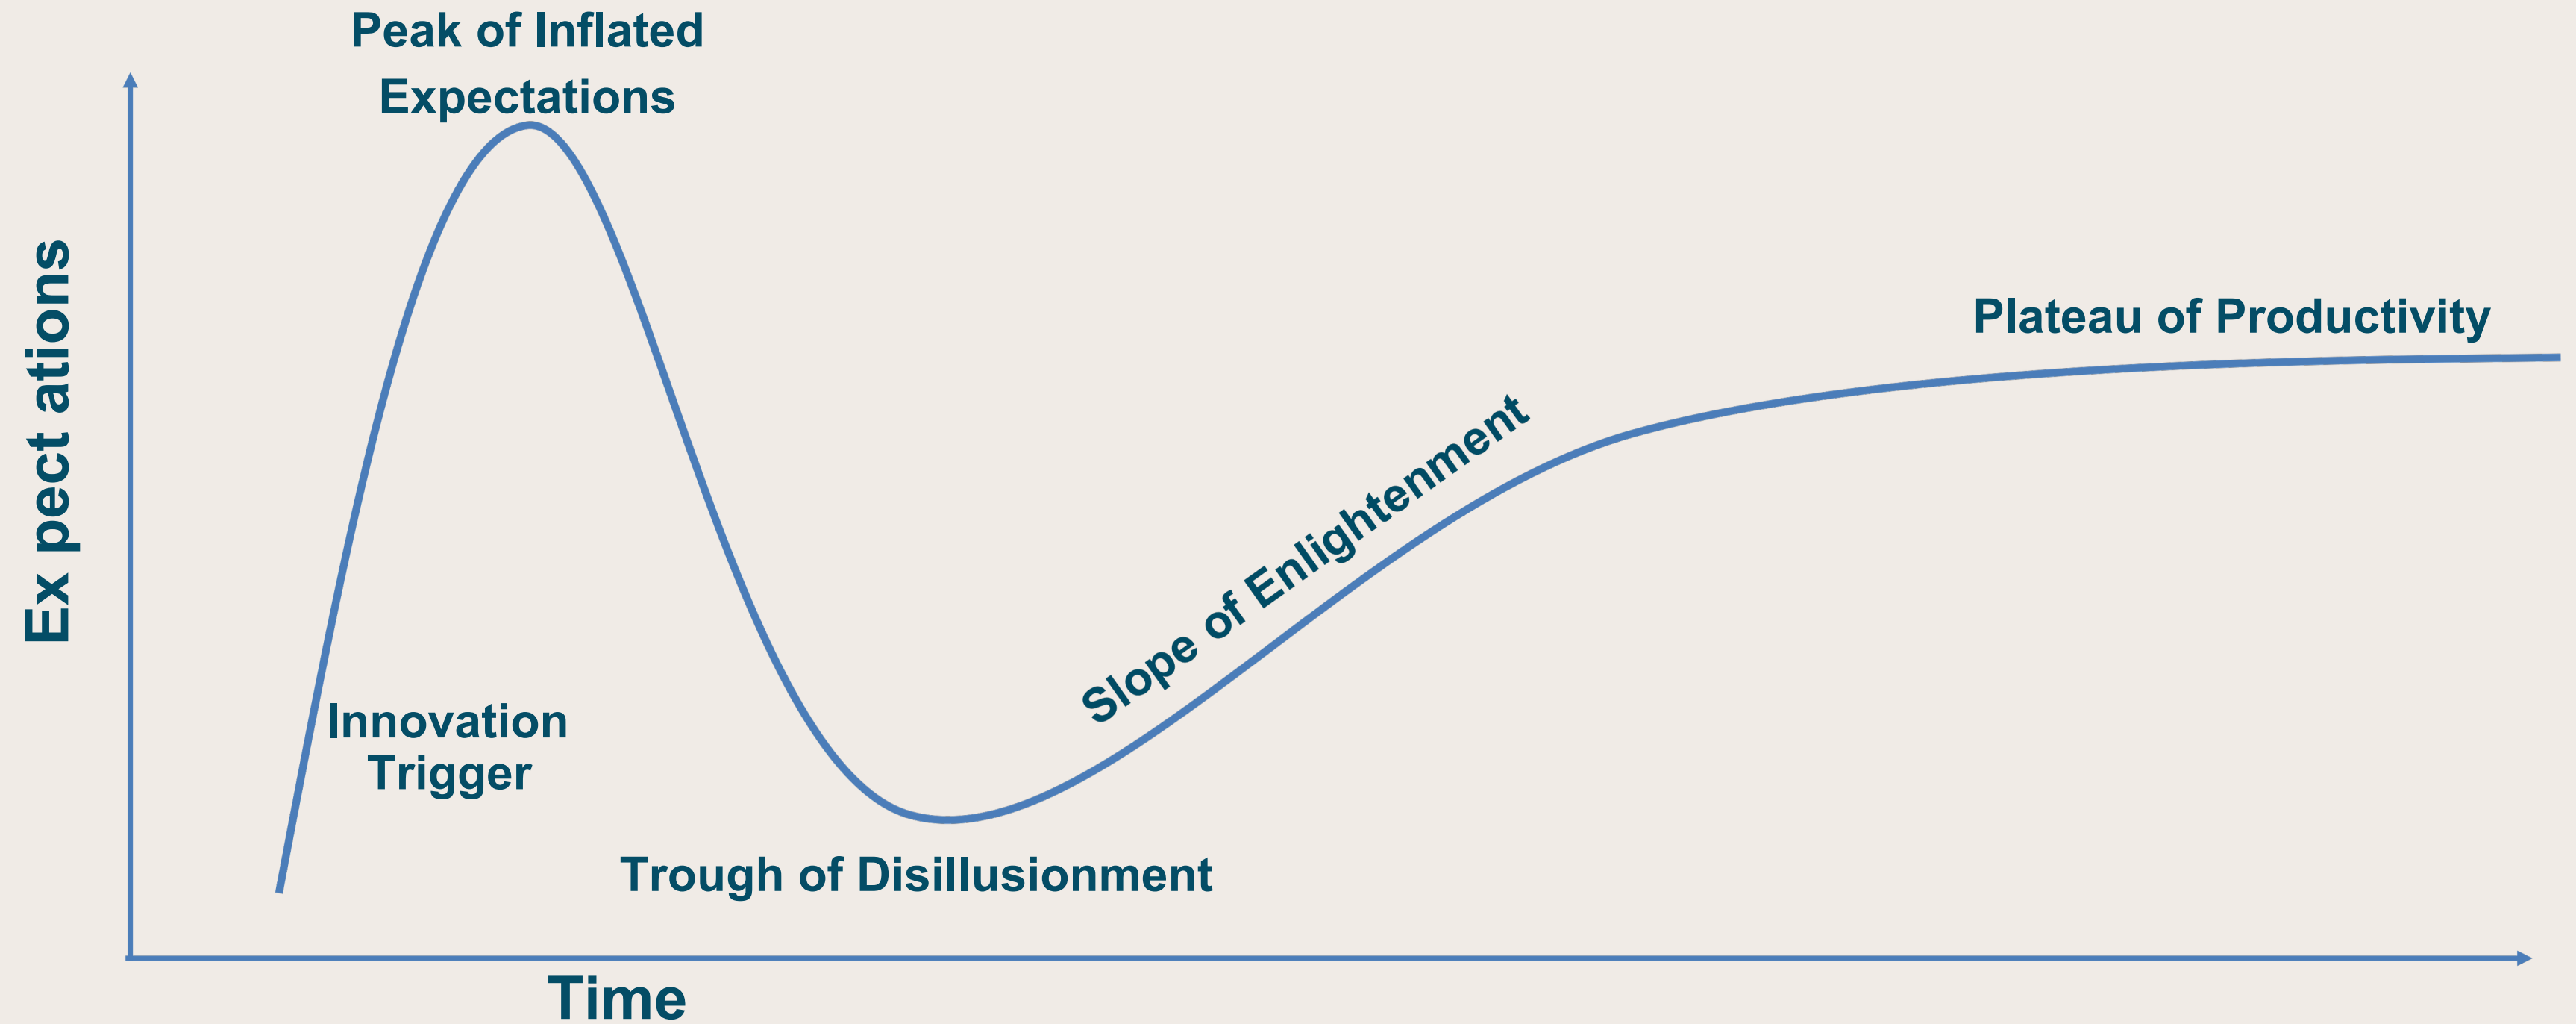 Peak of Inflated
Expectations
Ex pect ations
Plateau of Productivity
Slope of Enlightenment
Innovation
Trigger
Trough of Disillusionment
Time